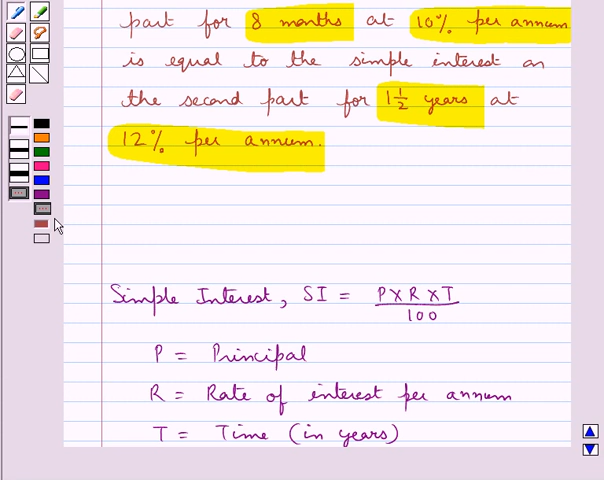 part for 8 months at 10% per annum
is equal to the simple interest on
the second part for 1 1/2 years at
12% per annum.
Simple Interest, SI = P X R X T / 100
P = Principal
R = Rate of interest per annum
T = Time (in years)